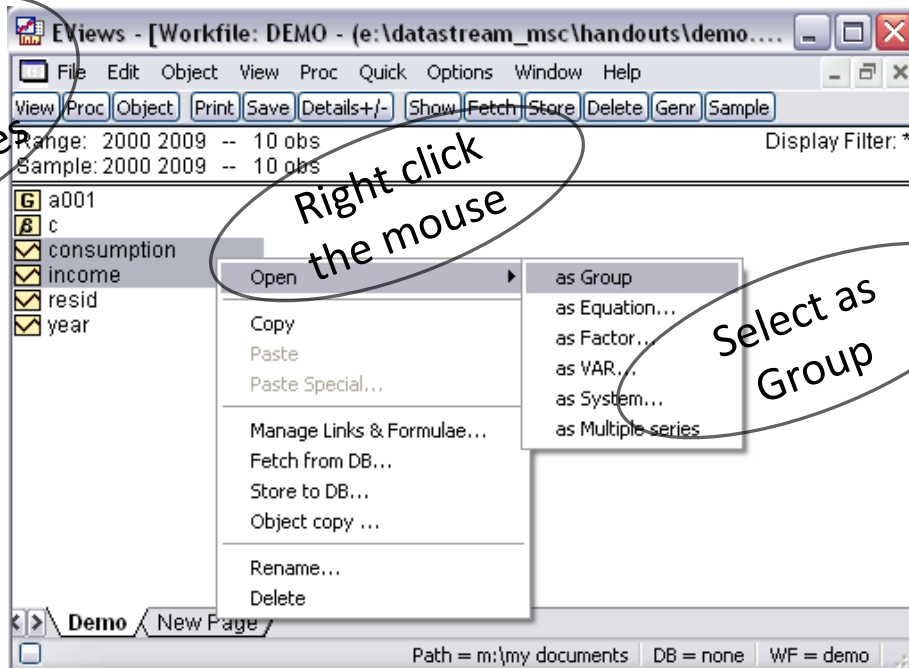 EViews - [Workfile: DEMO - (e:\datastream_msc\handouts\demo....
File Edit Object View Proc Quick Options Window Help
View Proc Object Print Save Details+/- Show Fetch Store Delete Genr Sample
Range: 2000 2009 -- 10 obs Display Filter: *
Sample: 2000 2009 -- 10 obs
es
Right click
the mouse
G a001
β c
consumption
income
resid
year
Open
Copy
Paste
Paste Special...
Manage Links & Formulae...
Fetch from DB...
Store to DB...
Object copy ...
Rename...
Delete
as Group
as Equation...
as Factor...
as VAR...
as System...
as Multiple series
Select as
Group
Demo New Page
Path = m:\my documents DB = none WF = demo